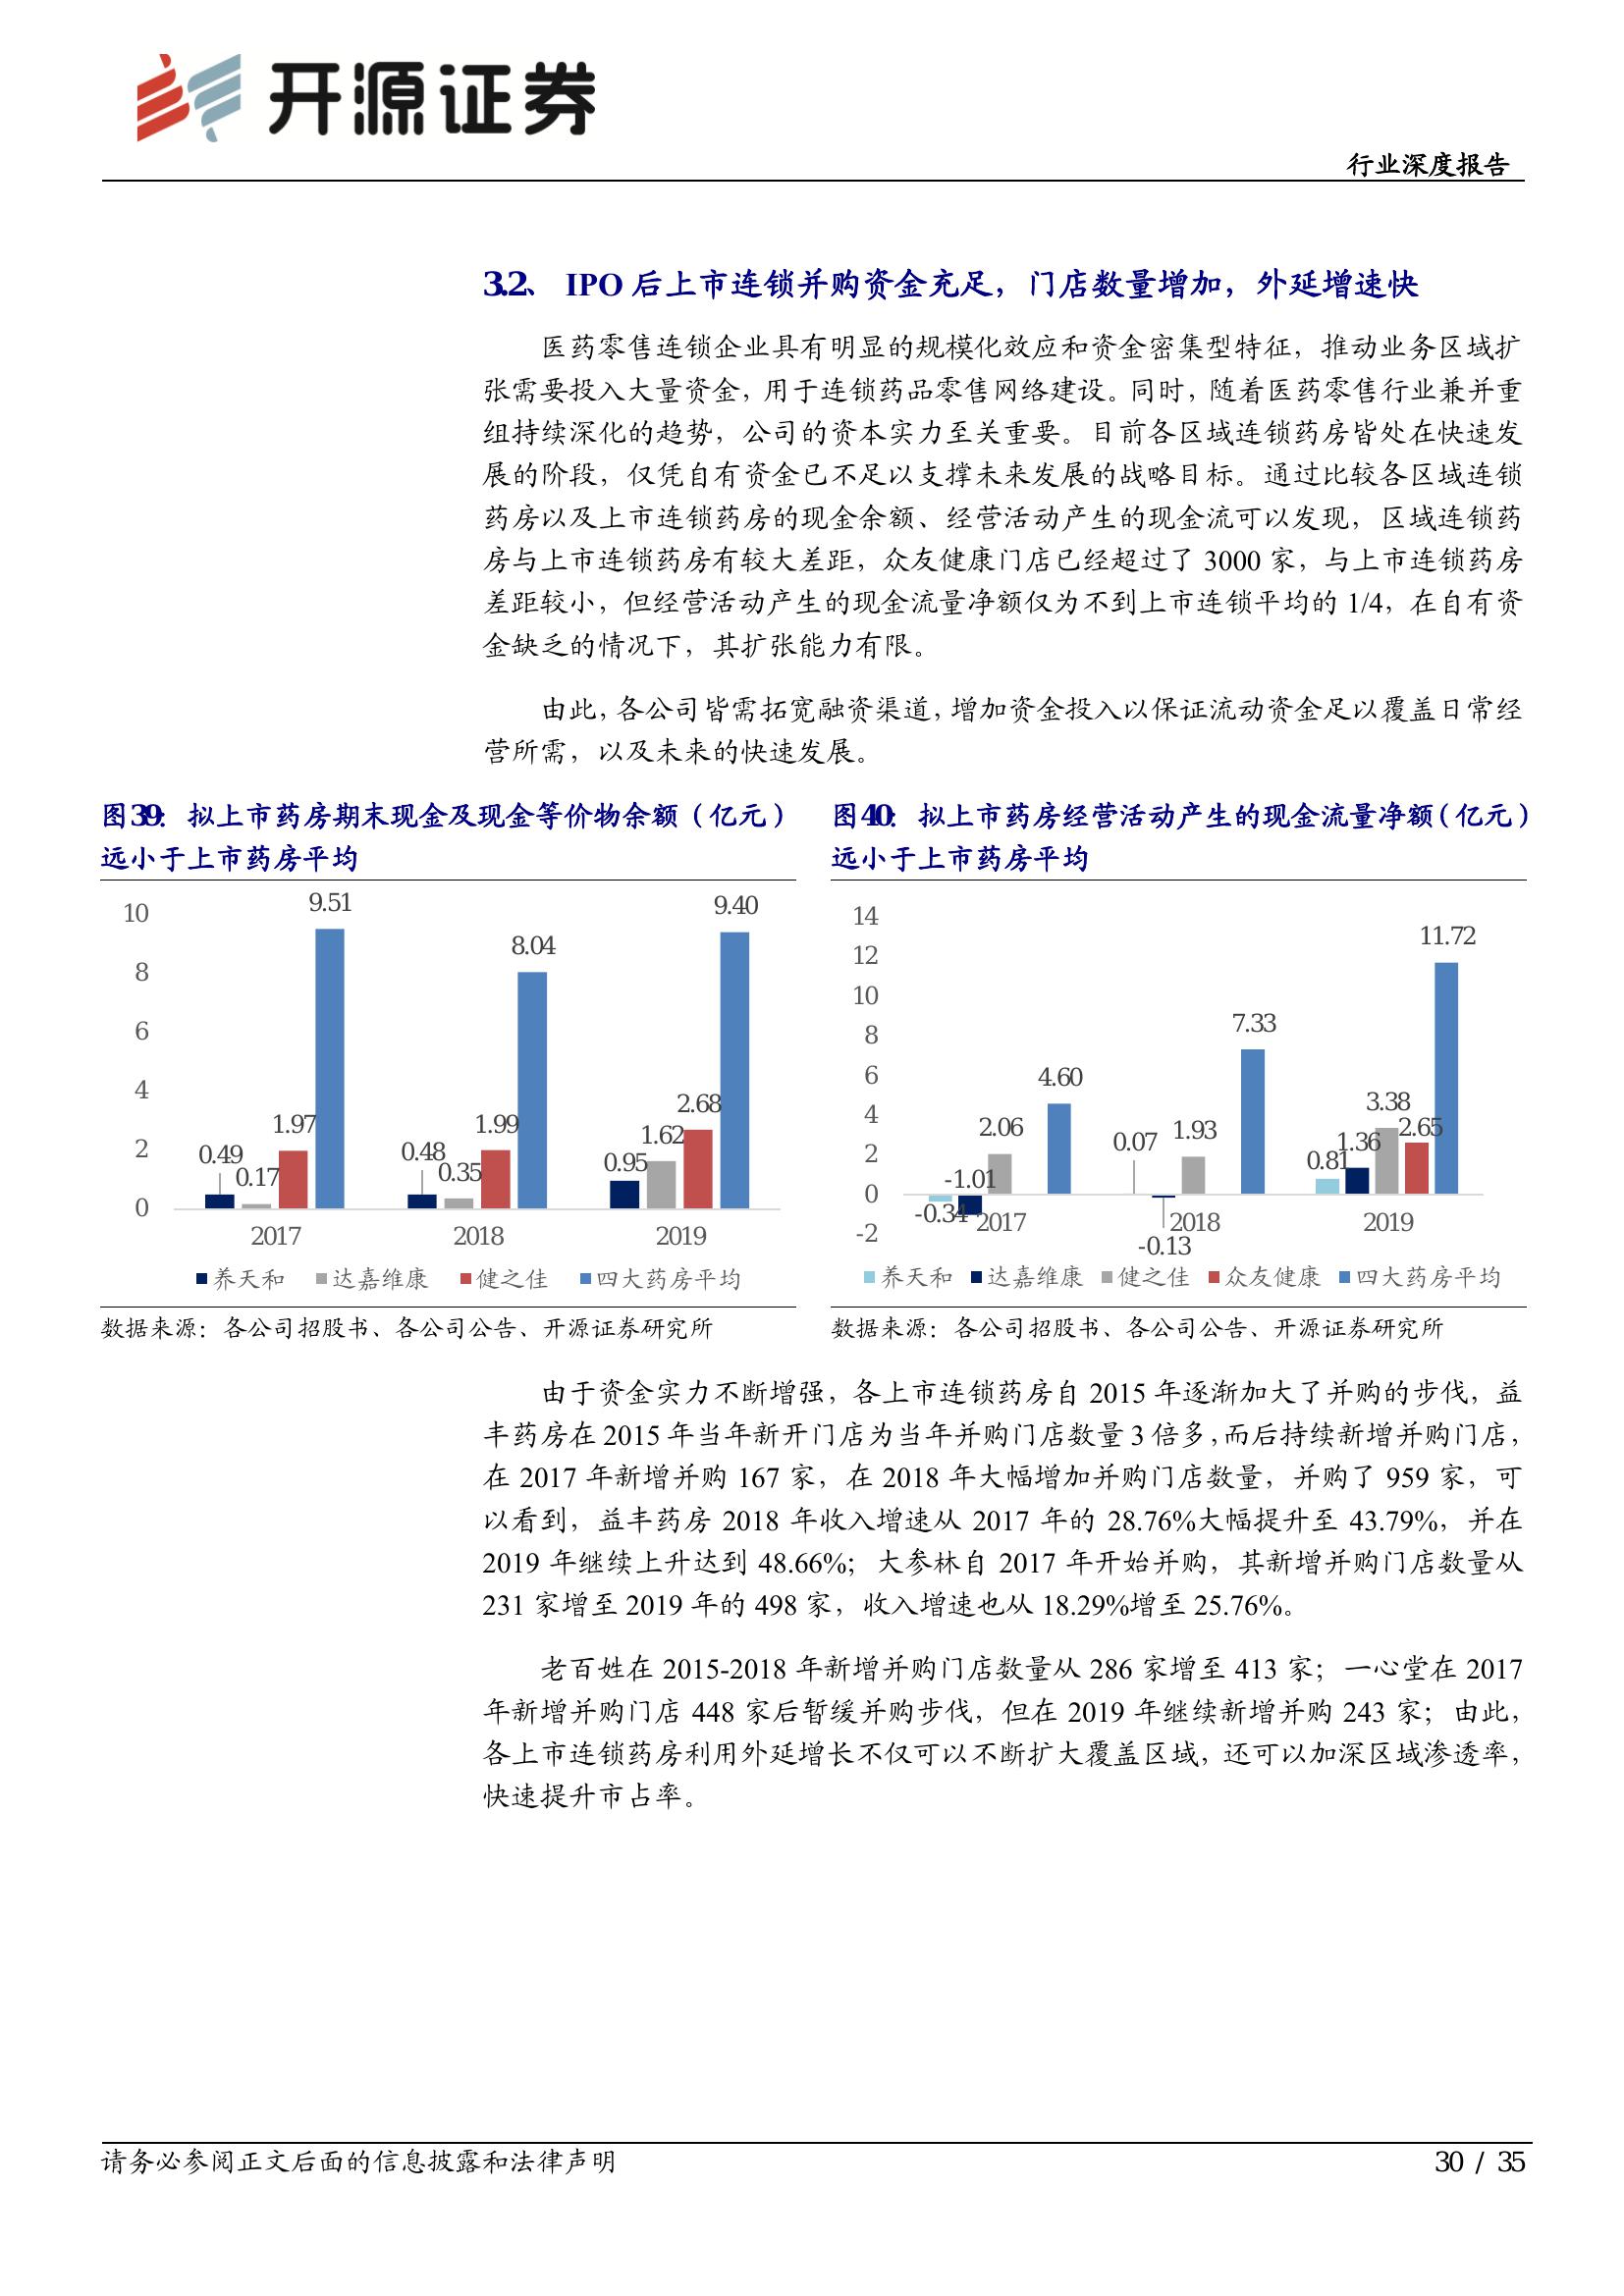 开源证券
行业深度报告
3.2、 IPO 后上市连锁并购资金充足，门店数量增加，外延增速快
医药零售连锁企业具有明显的规模化效应和资金密集型特征，推动业务区域扩
张需要投入大量资金，用于连锁药品零售网络建设。同时，随着医药零售行业兼并重
组持续深化的趋势，公司的资本实力至关重要。目前各区域连锁药房皆处在快速发
展的阶段，仅凭自有资金已不足以支撑未来发展的战略目标。通过比较各区域连锁
药房以及上市连锁药房的现金余额、经营活动产生的现金流可以发现，区域连锁药
房与上市连锁药房有较大差距，众友健康门店已经超过了 3000 家，与上市连锁药房
差距较小，但经营活动产生的现金流量净额仅为不到上市连锁平均的 1/4，在自有资
金缺乏的情况下，其扩张能力有限。
由此，各公司皆需拓宽融资渠道，增加资金投入以保证流动资金足以覆盖日常经
营所需，以及未来的快速发展。
图39：拟上市药房期末现金及现金等价物余额（亿元）
远小于上市药房平均
10
8
6
4
2
0
0.49
0.17
1.97
9.51
0.48
0.35
1.99
8.04
0.95
1.62
2.68
9.40
2017 2018 2019
养天和 达嘉维康 健之佳 四大药房平均
数据来源：各公司招股书、各公司公告、开源证券研究所
图40：拟上市药房经营活动产生的现金流量净额（亿元）
远小于上市药房平均
14
12
10
8
6
4
2
0
-2
-0.34
-1.01
2.06
4.60
0.07
-0.13
1.93
7.33
0.81
1.36
3.38
2.65
11.72
2017 2018 2019
养天和 达嘉维康 健之佳 众友健康 四大药房平均
数据来源：各公司招股书、各公司公告、开源证券研究所
由于资金实力不断增强，各上市连锁药房自 2015 年逐渐加大了并购的步伐，益
丰药房在 2015 年当年新开门店为当年并购门店数量 3 倍多，而后持续新增并购门店，
在 2017 年新增并购 167 家，在 2018 年大幅增加并购门店数量，并购了 959 家，可
以看到，益丰药房 2018 年收入增速从 2017 年的 28.76%大幅提升至 43.79%，并在
2019 年继续上升达到 48.66%；大参林自 2017 年开始并购，其新增并购门店数量从
231 家增至 2019 年的 498 家，收入增速也从 18.29%增至 25.76%。
老百姓在 2015-2018 年新增并购门店数量从 286 家增至 413 家；一心堂在 2017
年新增并购门店 448 家后暂缓并购步伐，但在 2019 年继续新增并购 243 家；由此，
各上市连锁药房利用外延增长不仅可以不断扩大覆盖区域，还可以加深区域渗透率，
快速提升市占率。
请务必参阅正文后面的信息披露和法律声明
30 / 35